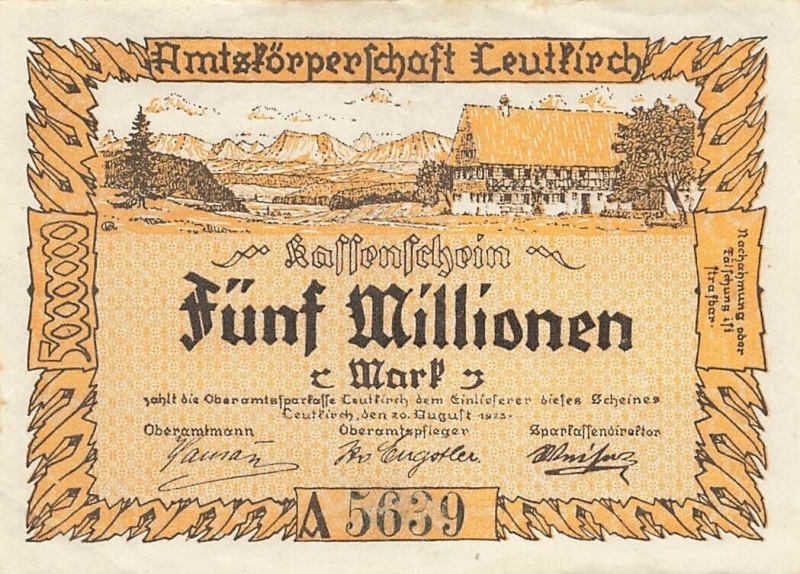 Amtskörperschaft Leutkirch
5000000
Kassenschein
Fünf Millionen
Mark
zahlt die Oberamtssparkasse Leutkirch dem Einlieferer dieses Scheines
Leutkirch, den 20. August 1923.
Oberamtmann Oberamtspfleger Sparkassendirektor
A 5639
Nachahmung oder
Fälschung ist
strafbar.